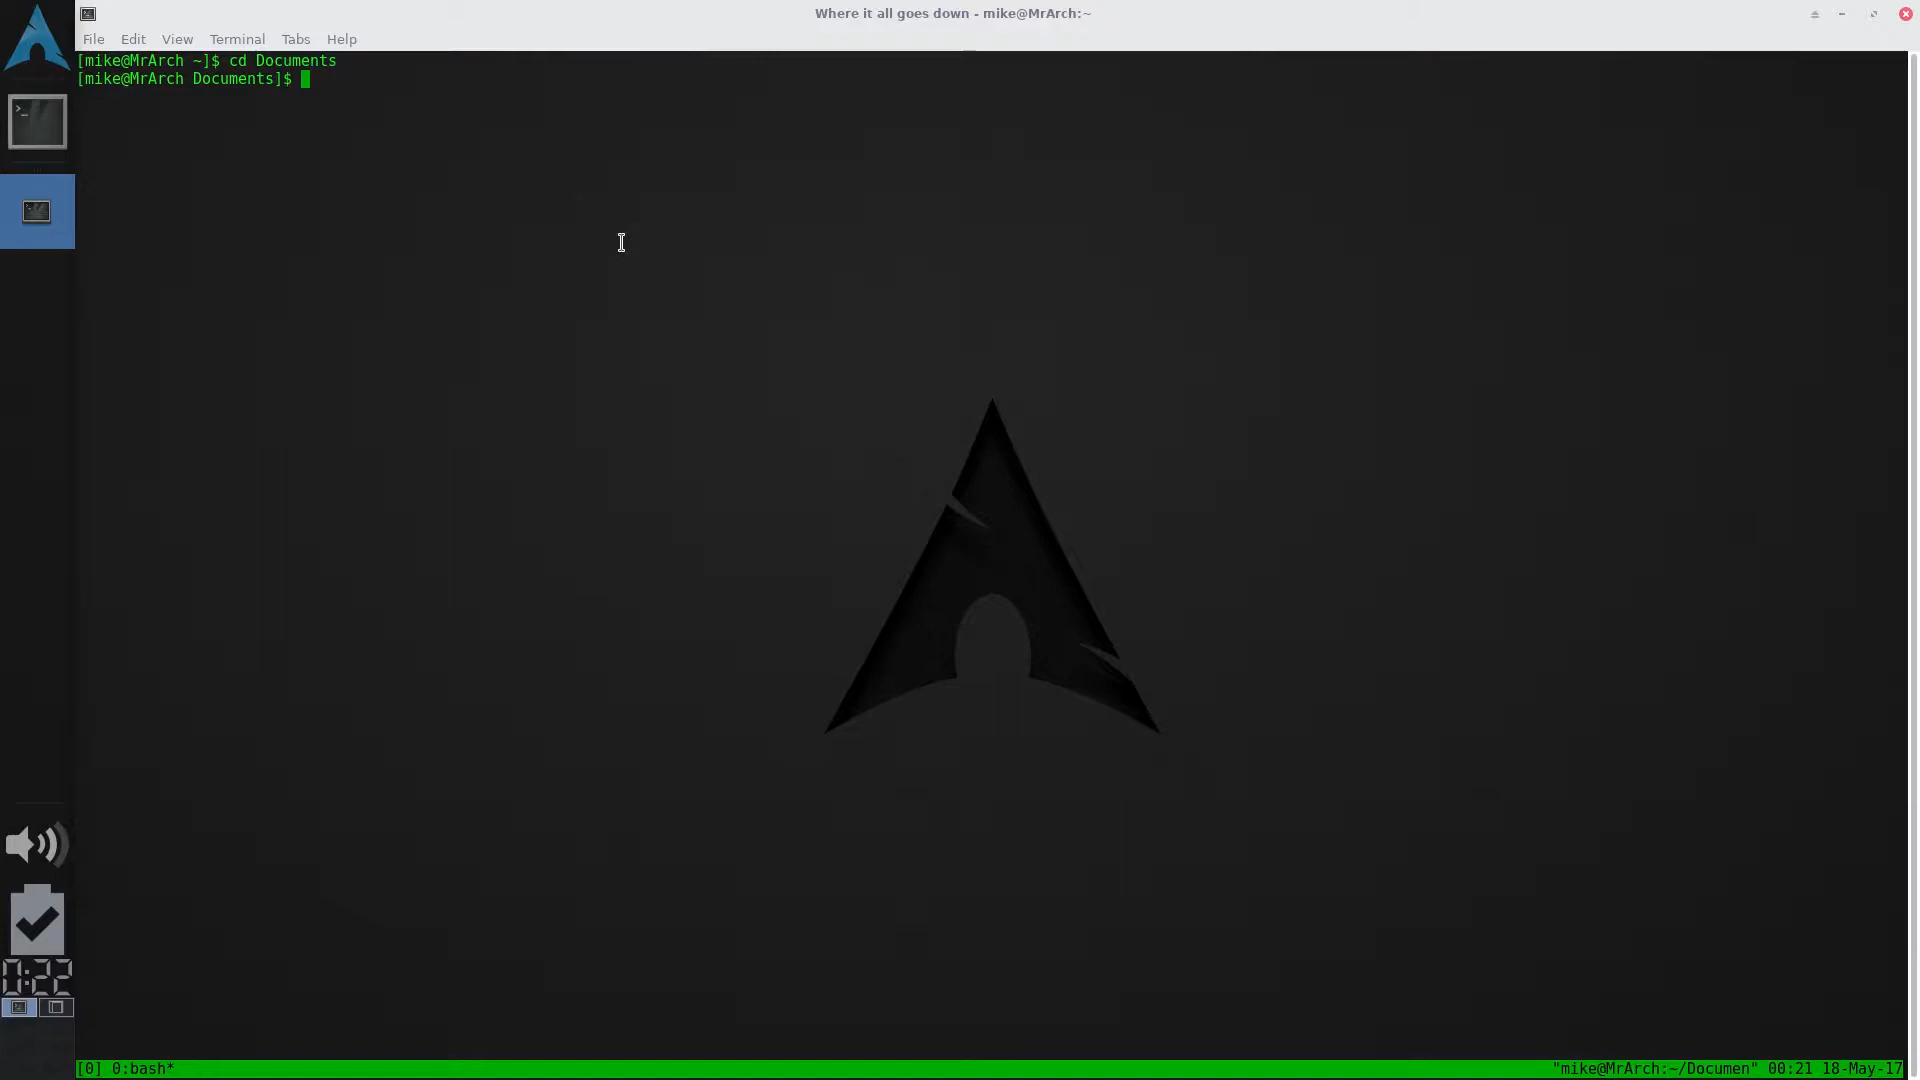 Where it all goes down - mike@MrArch:~
File Edit View Terminal Tabs Help
[mike@MrArch ~]$ cd Documents
[mike@MrArch Documents]$
0:22
[0] 0:bash* "mike@MrArch:~/Documen" 00:21 18-May-17